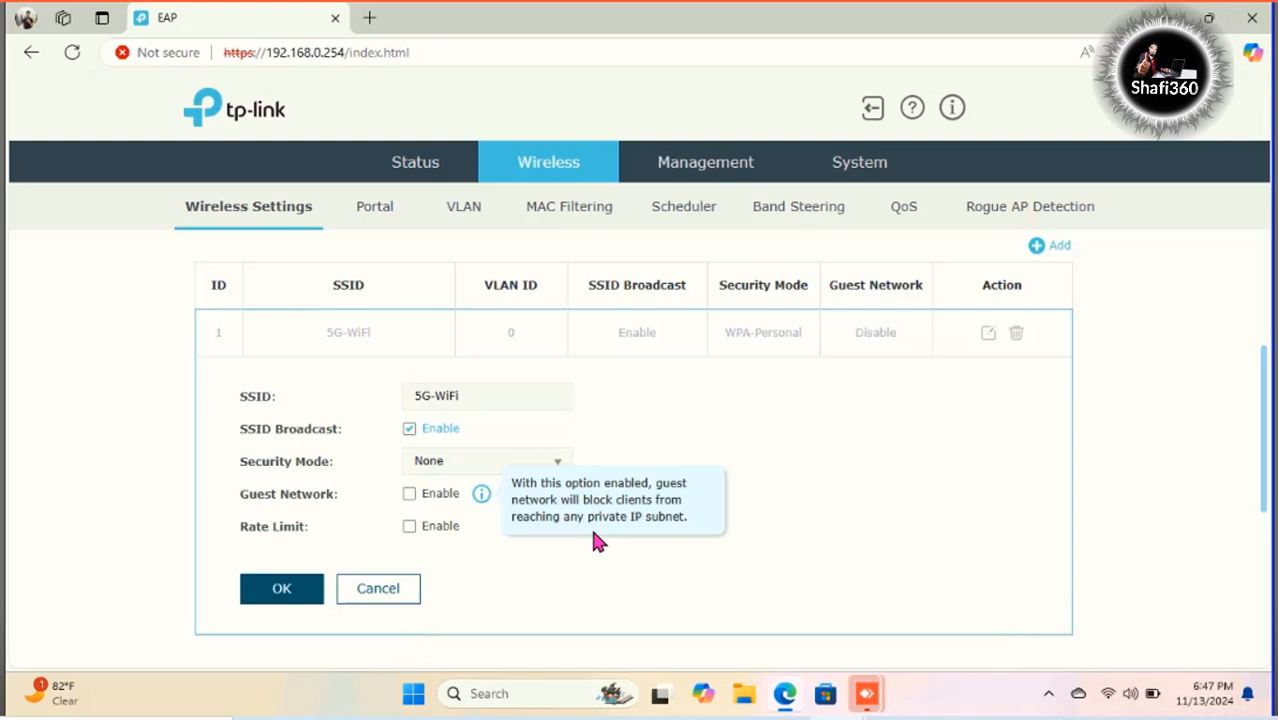 EAP
Not secure https://192.168.0.254/index.html
Shafi360
tp-link
Status Wireless Management System
Wireless Settings Portal VLAN MAC Filtering Scheduler Band Steering QoS Rogue AP Detection
Add
ID SSID VLAN ID SSID Broadcast Security Mode Guest Network Action
1 5G-WiFi 0 Enable WPA-Personal Disable
SSID: 5G-WiFi
SSID Broadcast: Enable
Security Mode: None
Guest Network: Enable
With this option enabled, guest
network will block clients from
reaching any private IP subnet.
Rate Limit: Enable
OK Cancel
1
82°F
Clear
Search
6:47 PM
11/13/2024